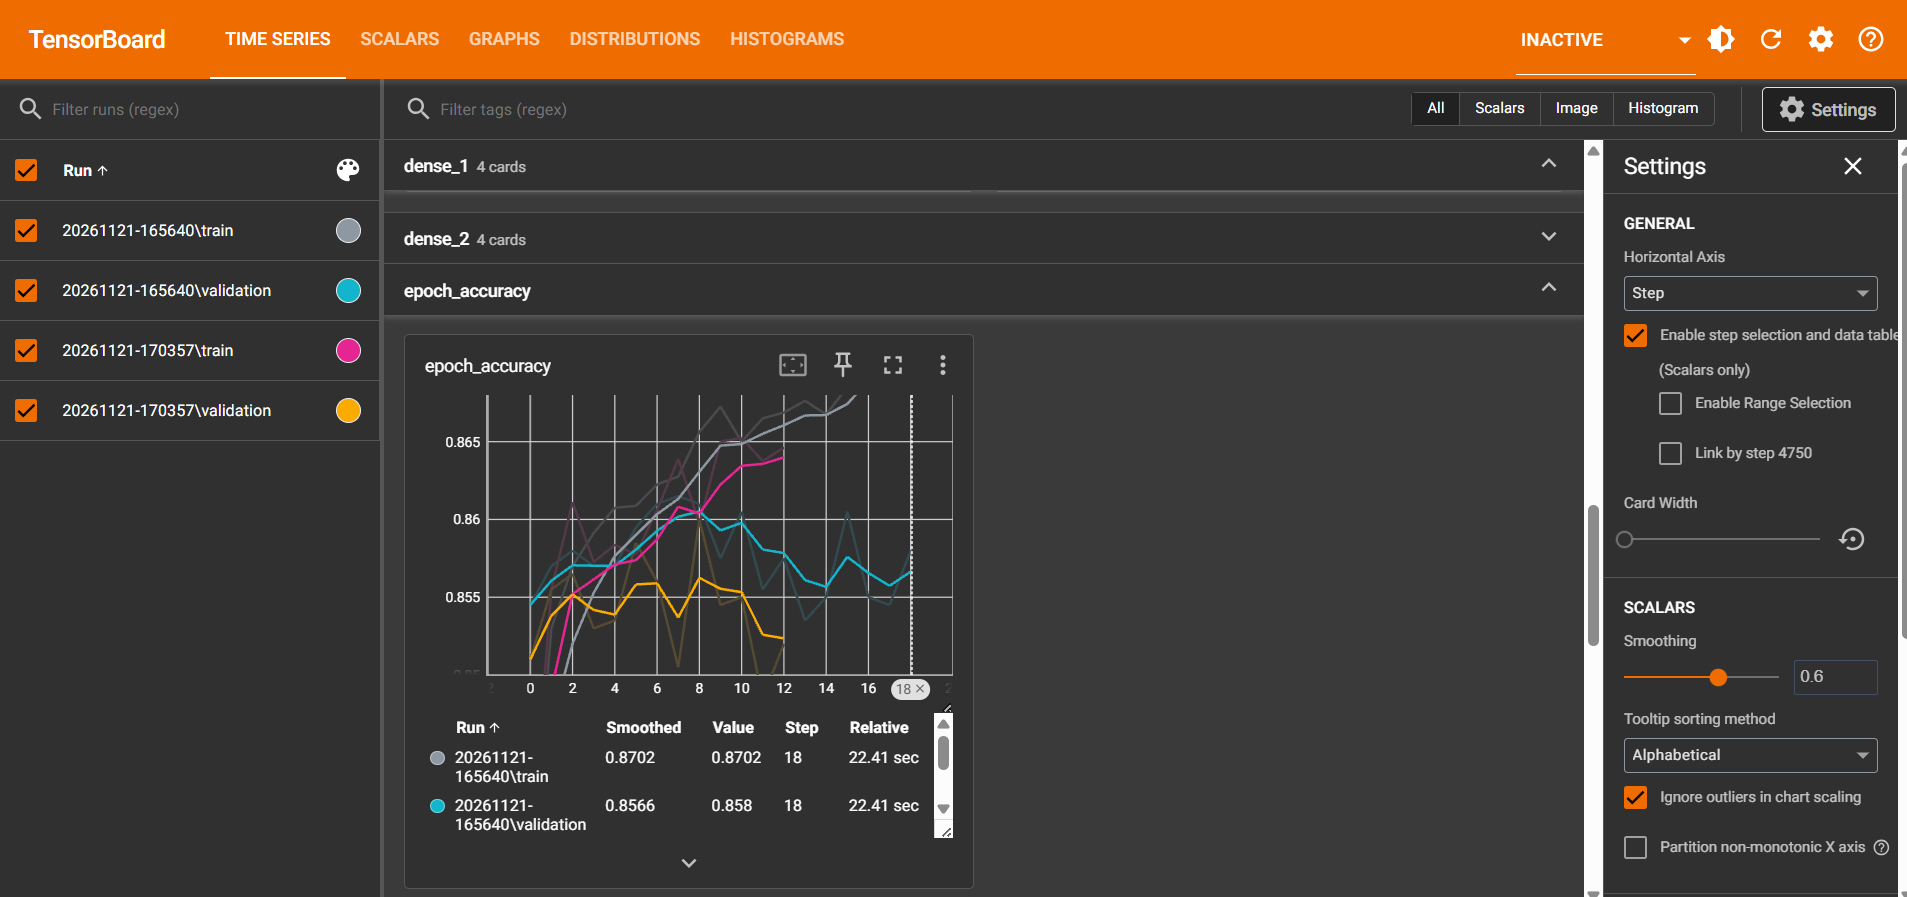 TensorBoard
TIME SERIES
SCALARS
GRAPHS
DISTRIBUTIONS
HISTOGRAMS
INACTIVE
Filter runs (regex)
Filter tags (regex)
All
Scalars
Image
Histogram
Settings
Run
20261121-165640\train
20261121-165640\validation
20261121-170357\train
20261121-170357\validation
dense_1 4 cards
dense_2 4 cards
epoch_accuracy
epoch_accuracy
0.865
0.86
0.855
0 2 4 6 8 10 12 14 16 18
Run Smoothed Value Step Relative
20261121-
165640\train 0.8702 0.8702 18 22.41 sec
20261121-
165640\validation 0.8566 0.858 18 22.41 sec
Settings
GENERAL
Horizontal Axis
Step
Enable step selection and data table
(Scalars only)
Enable Range Selection
Link by step 4750
Card Width
SCALARS
Smoothing
0.6
Tooltip sorting method
Alphabetical
Ignore outliers in chart scaling
Partition non-monotonic X axis